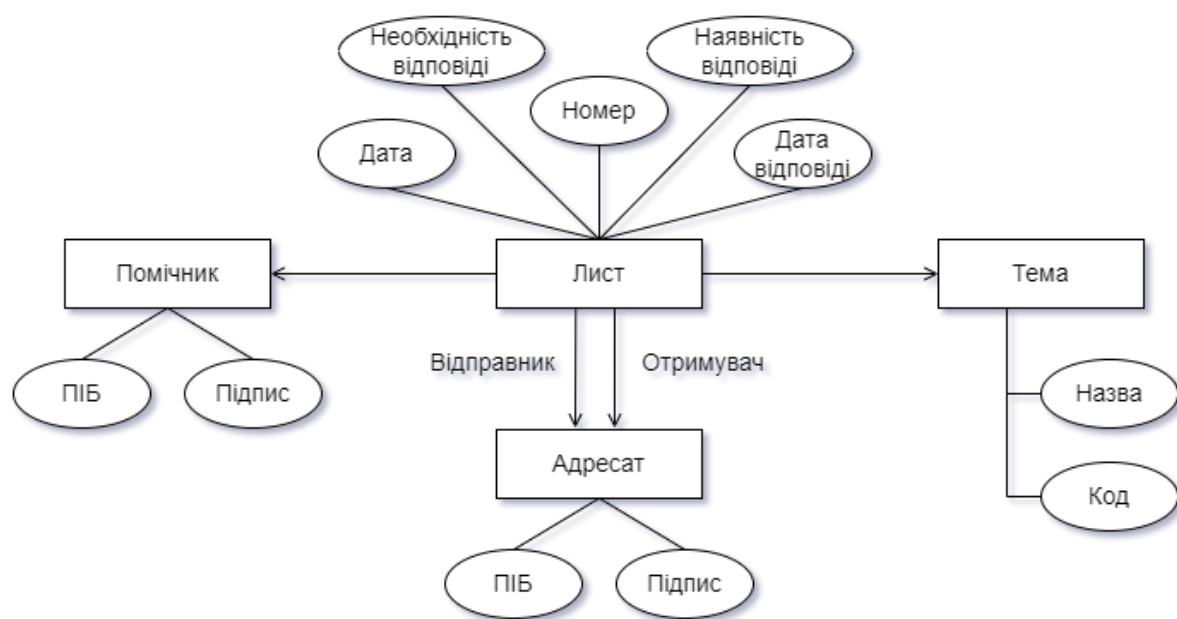 Необхідність
відповіді
Наявність
відповіді
Номер
Дата
Дата
відповіді
Помічник
Лист
Тема
Відправник
Отримувач
ПІБ
Підпис
Назва
Адресат
Код
ПІБ
Підпис